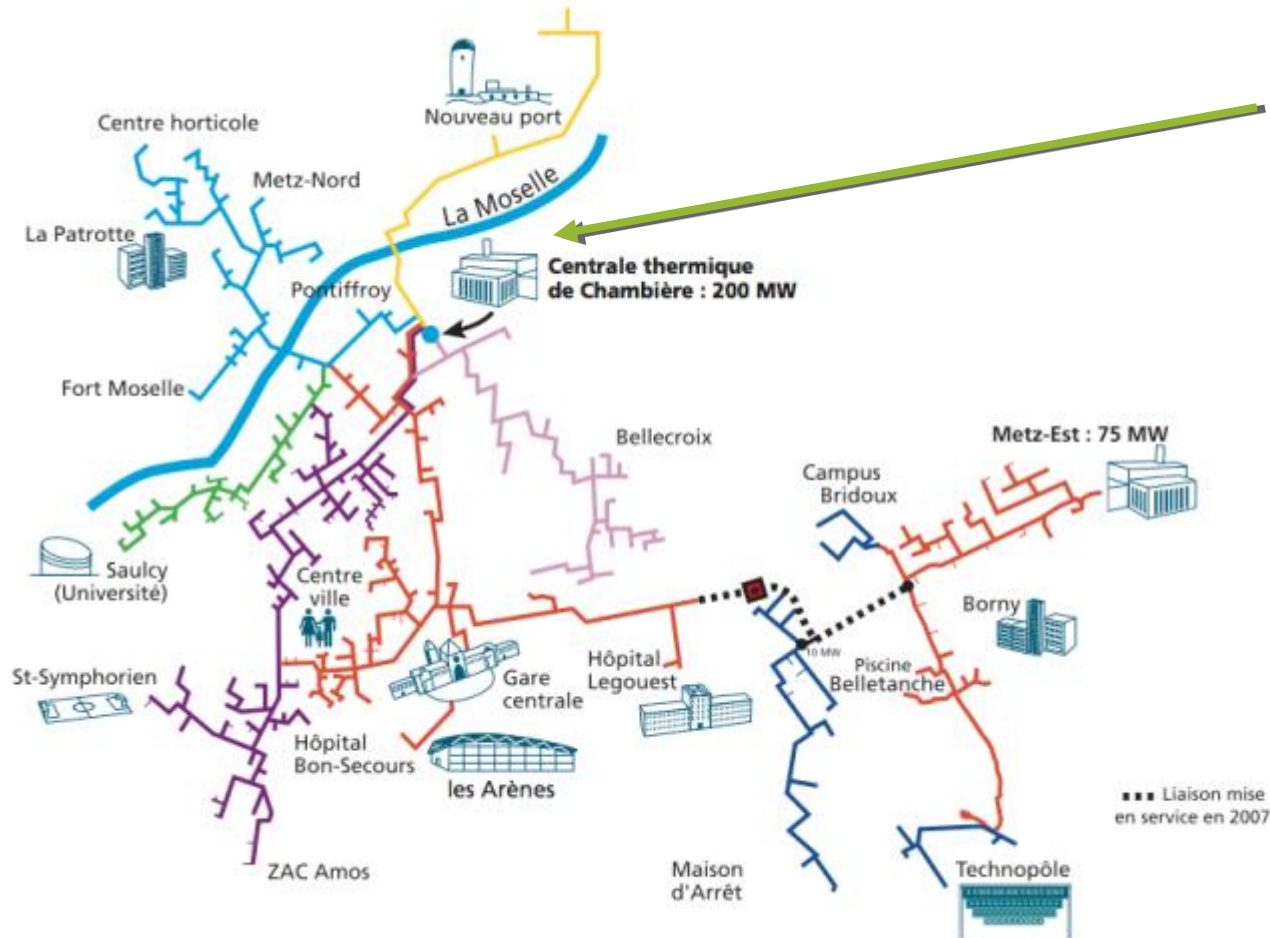 Nouveau port
Centre horticole
Metz-Nord
La Moselle
La Patrotte
Centrale thermique
de Chambière : 200 MW
Pontiffroy
Fort Moselle
Bellecroix
Metz-Est : 75 MW
Campus
Bridoux
Saulcy
(Université)
Centre
ville
Borny
10 MW
St-Symphorien
Gare
centrale
Hôpital
Legouest
Piscine
Belletanche
Hôpital
Bon-Secours
les Arènes
Liaison mise
en service en 2007
ZAC Amos
Maison
d'Arrêt
Technopôle